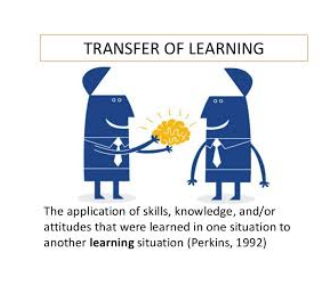 TRANSFER OF LEARNING
The application of skills, knowledge, and/or
attitudes that were learned in one situation to
another learning situation (Perkins, 1992)